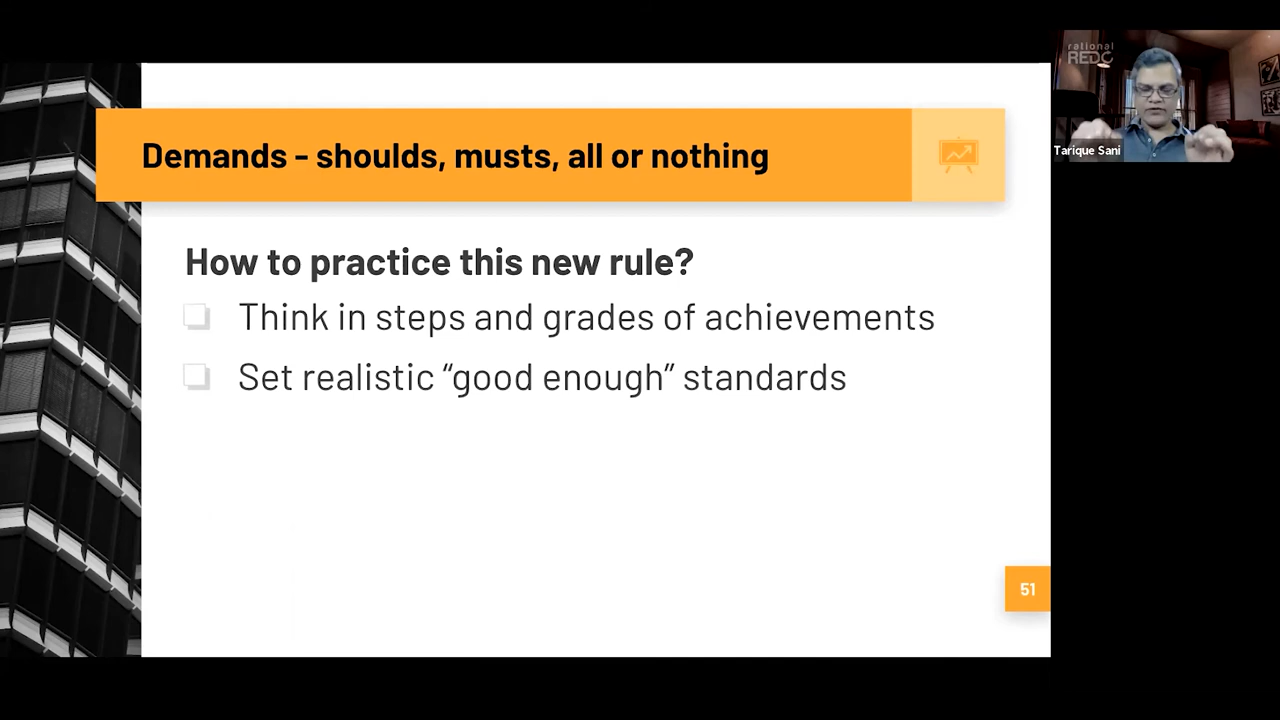 rational
REDC
Tarique Sani
Demands - shoulds, musts, all or nothing
How to practice this new rule?
Think in steps and grades of achievements
Set realistic “good enough” standards
51